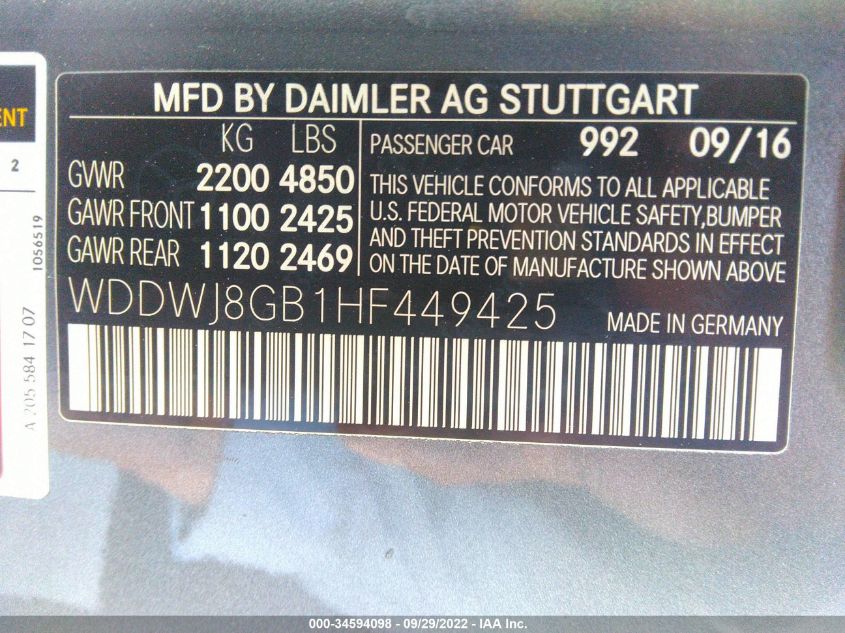 MFD BY DAIMLER AG STUTTGART
KG LBS
GVWR 2200 4850
GAWR FRONT 1100 2425
GAWR REAR 1120 2469
PASSENGER CAR 992 09/16
THIS VEHICLE CONFORMS TO ALL APPLICABLE
U.S. FEDERAL MOTOR VEHICLE SAFETY,BUMPER
AND THEFT PREVENTION STANDARDS IN EFFECT
ON THE DATE OF MANUFACTURE SHOWN ABOVE
WDDWJ8GB1HF449425
MADE IN GERMANY
ENT
2
1056519
A 205 584 17 07
000-34594098 - 09/29/2022 - IAA Inc.